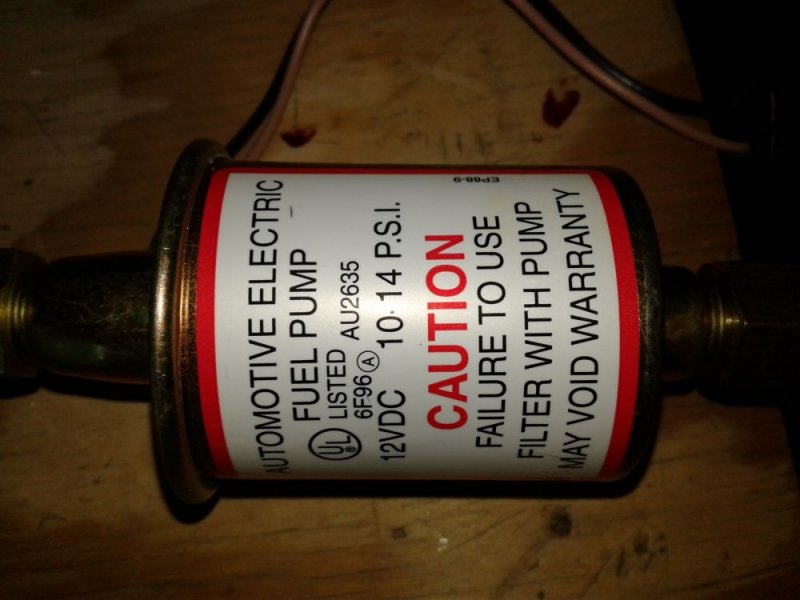 AUTOMOTIVE ELECTRIC
FUEL PUMP
UL® LISTED AU2635
6F96 Ⓐ
12VDC 10-14 P.S.I.
CAUTION
FAILURE TO USE
FILTER WITH PUMP
MAY VOID WARRANTY
EP88-9